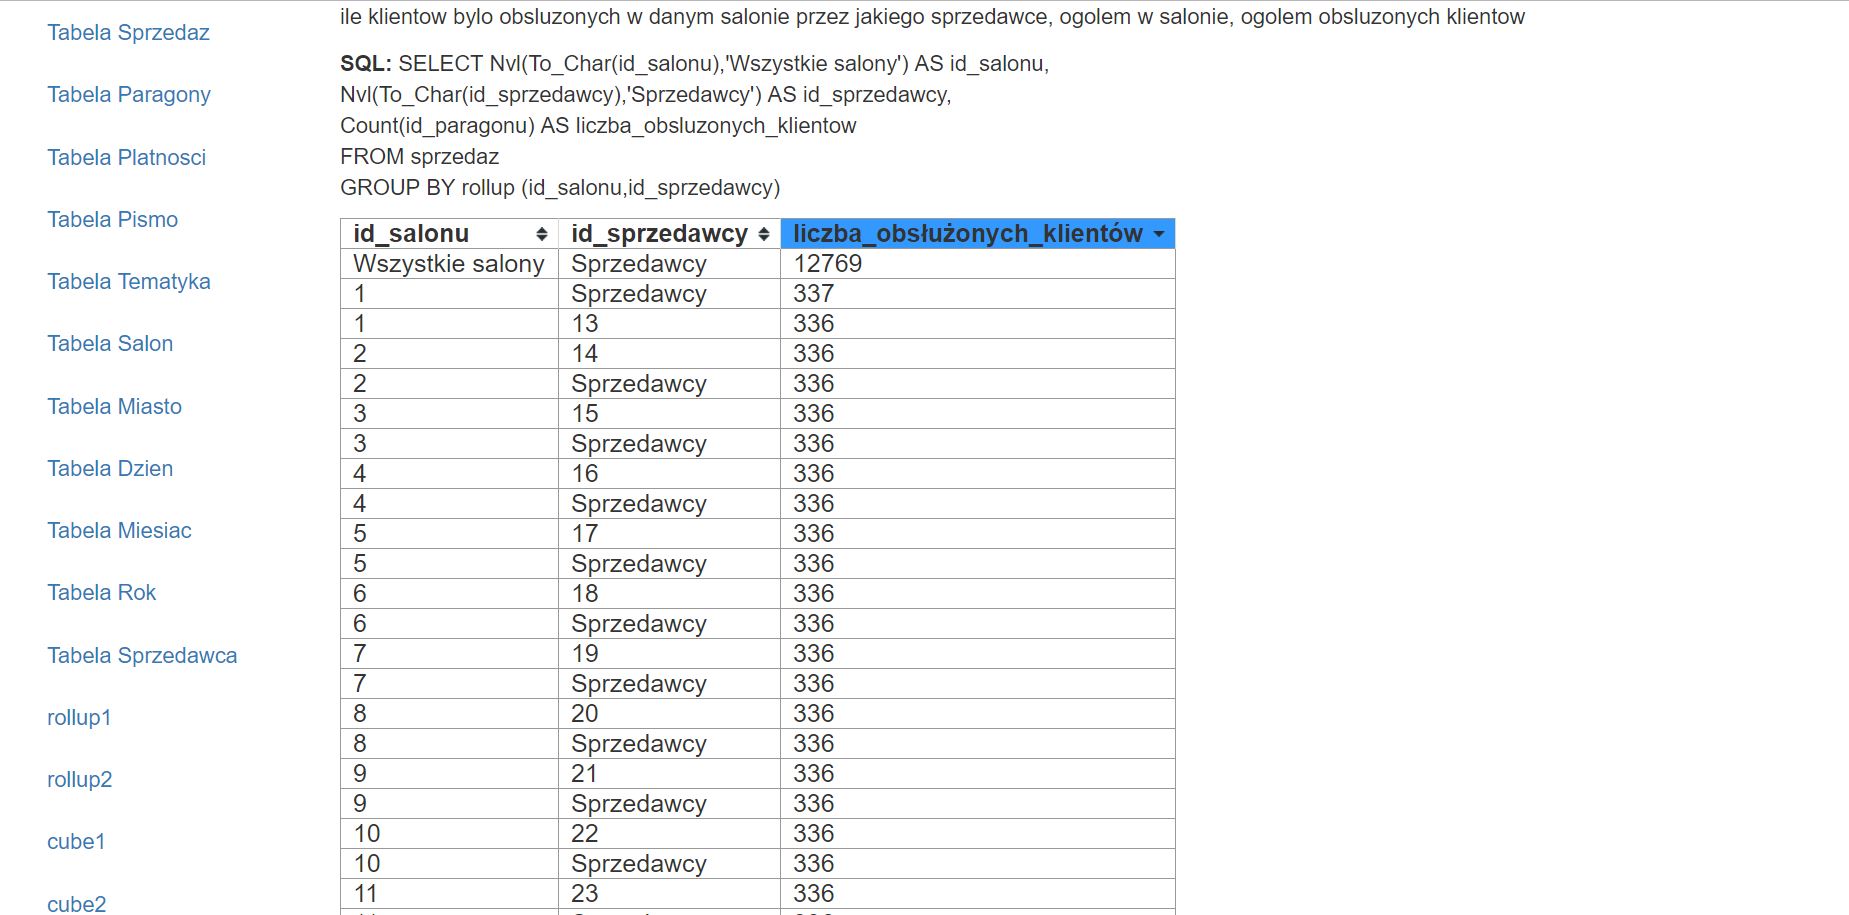 Tabela Sprzedaz
Tabela Paragony
Tabela Platnosci
Tabela Pismo
Tabela Tematyka
Tabela Salon
Tabela Miasto
Tabela Dzien
Tabela Miesiac
Tabela Rok
Tabela Sprzedawca
rollup1
rollup2
cube1
cube2
ile klientow bylo obsluzonych w danym salonie przez jakiego sprzedawce, ogolem w salonie, ogolem obsluzonych klientow
SQL: SELECT Nvl(To_Char(id_salonu),'Wszystkie salony') AS id_salonu,
Nvl(To_Char(id_sprzedawcy),'Sprzedawcy') AS id_sprzedawcy,
Count(id_paragonu) AS liczba_obsluzonych_klientow
FROM sprzedaz
GROUP BY rollup (id_salonu,id_sprzedawcy)
id_salonu id_sprzedawcy liczba_obsłużonych_klientów
Wszystkie salony Sprzedawcy 12769
1 Sprzedawcy 337
1 13 336
2 14 336
2 Sprzedawcy 336
3 15 336
3 Sprzedawcy 336
4 16 336
4 Sprzedawcy 336
5 17 336
5 Sprzedawcy 336
6 18 336
6 Sprzedawcy 336
7 19 336
7 Sprzedawcy 336
8 20 336
8 Sprzedawcy 336
9 21 336
9 Sprzedawcy 336
10 22 336
10 Sprzedawcy 336
11 23 336